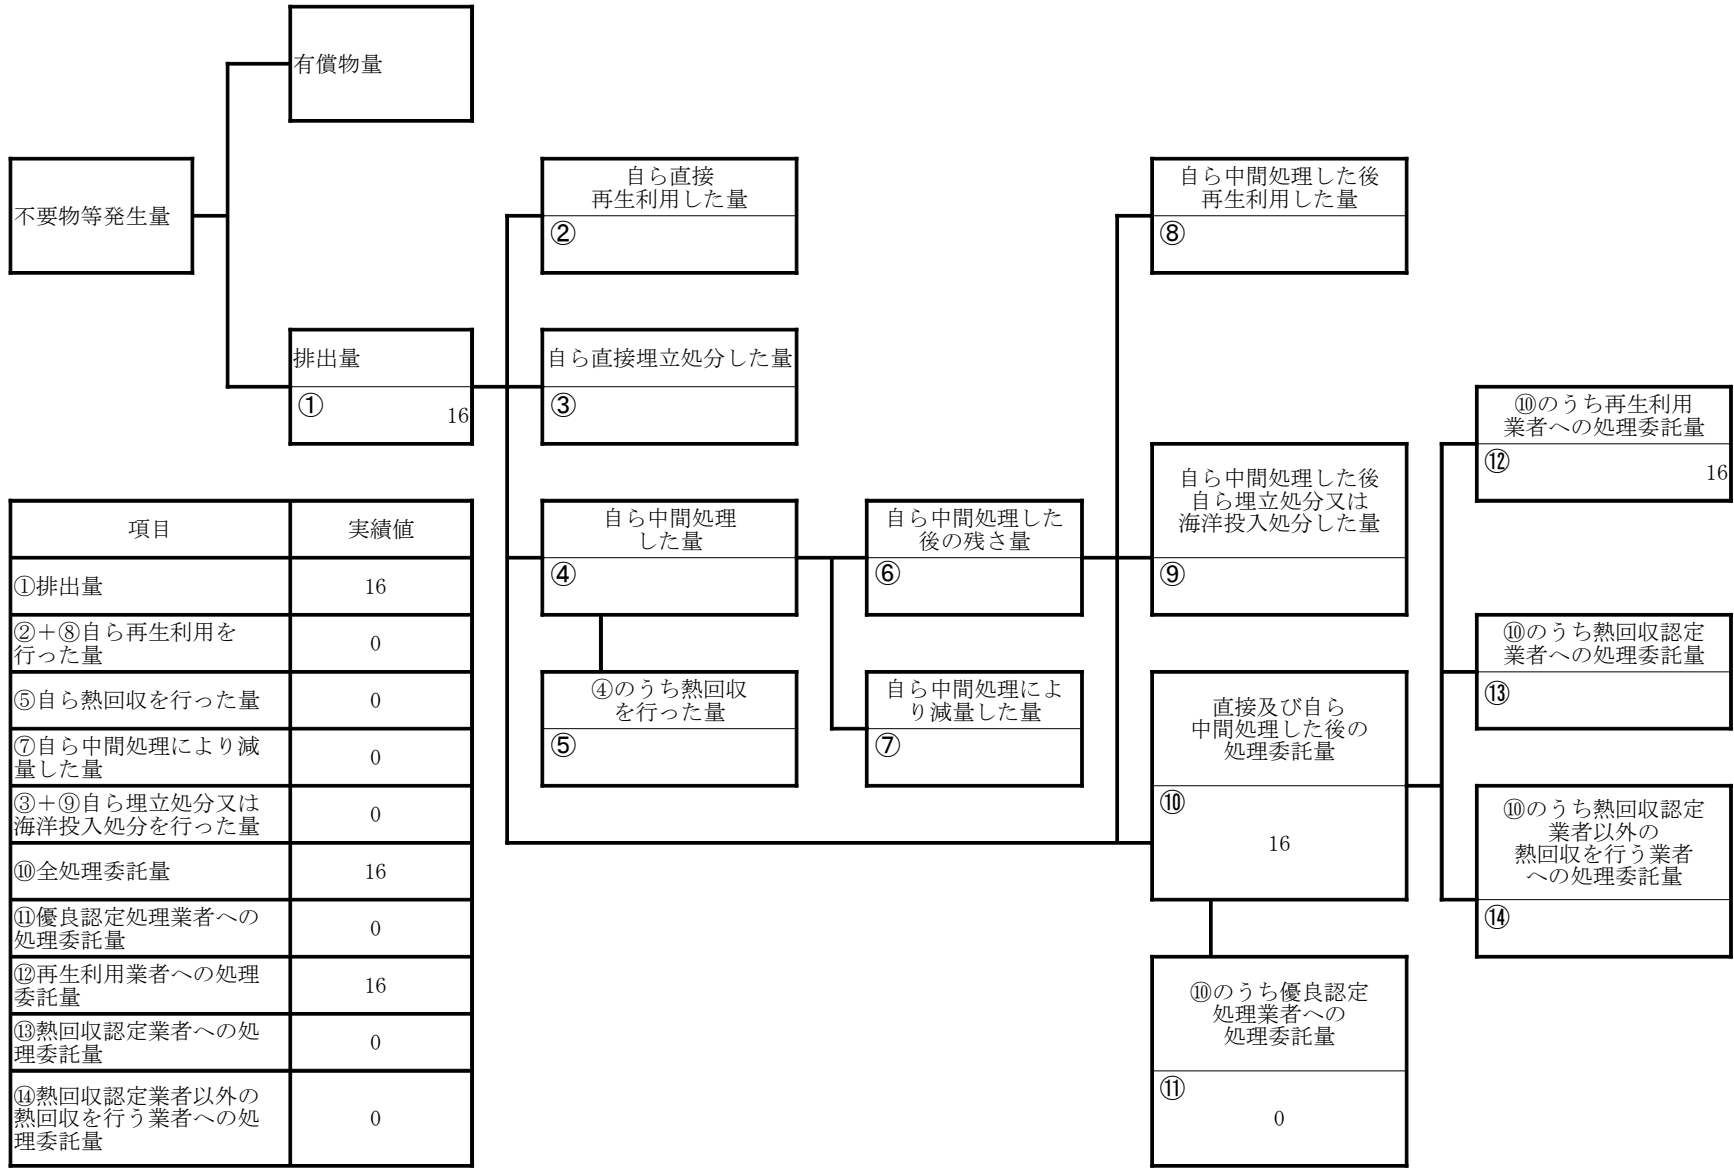 有償物量
不要物等発生量
自ら直接
再生利用した量
②
自ら中間処理した後
再生利用した量
⑧
排出量
①
16
自ら直接埋立処分した量
③
⑩のうち再生利用
業者への処理委託量
⑫
16
自ら中間処理した後
自ら埋立処分又は
海洋投入処分した量
⑨
自ら中間処理
した量
④
自ら中間処理した
後の残さ量
⑥
⑩のうち熱回収認定
業者への処理委託量
⑬
④のうち熱回収
を行った量
⑤
自ら中間処理によ
り減量した量
⑦
直接及び自ら
中間処理した後の
処理委託量
⑩
16
⑩のうち熱回収認定
業者以外の
熱回収を行う業者
への処理委託量
⑭
⑩のうち優良認定
処理業者への
処理委託量
⑪
0
項目 実績値
①排出量 16
②＋⑧自ら再生利用を
行った量 0
⑤自ら熱回収を行った量 0
⑦自ら中間処理により減
量した量 0
③＋⑨自ら埋立処分又は
海洋投入処分を行った量 0
⑩全処理委託量 16
⑪優良認定処理業者への
処理委託量 0
⑫再生利用業者への処理
委託量 16
⑬熱回収認定業者への処
理委託量 0
⑭熱回収認定業者以外の
熱回収を行う業者への処
理委託量 0